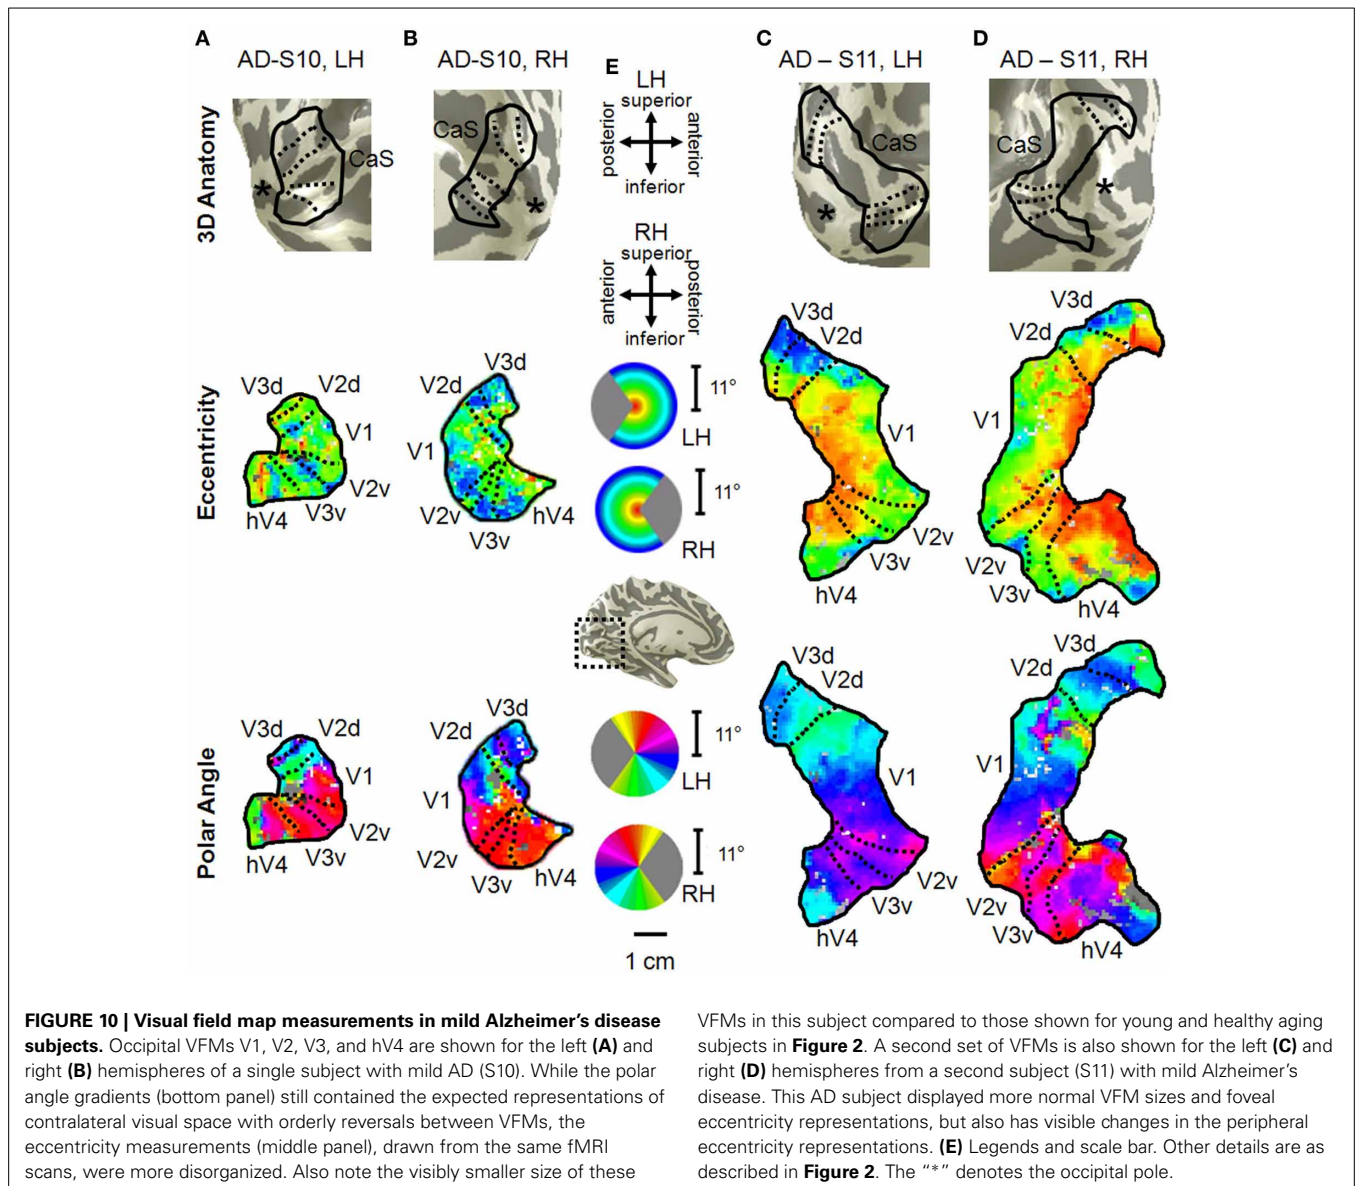 A
B
C
D
AD-S10, LH
AD-S10, RH
E
AD – S11, LH
AD – S11, RH
3D Anatomy
CaS
*
CaS
*
LH
superior
posterior
anterior
inferior
RH
superior
anterior
posterior
inferior
CaS
*
CaS
*
Eccentricity
V3d
V2d
V1
V2v
V3v
hV4
V3d
V2d
V1
V2v
V3v
hV4
11°
LH
11°
RH
V3d
V2d
V1
V2v
V3v
hV4
V3d
V2d
V1
V2v
V3v
hV4
Polar Angle
V3d
V2d
V1
V2v
V3v
hV4
V3d
V2d
V1
V2v
V3v
hV4
11°
LH
11°
RH
1 cm
V3d
V2d
V1
V2v
V3v
hV4
V3d
V2d
V1
V2v
V3v
hV4
FIGURE 10 | Visual field map measurements in mild Alzheimer's disease
subjects. Occipital VFMs V1, V2, V3, and hV4 are shown for the left (A) and
right (B) hemispheres of a single subject with mild AD (S10). While the polar
angle gradients (bottom panel) still contained the expected representations of
contralateral visual space with orderly reversals between VFMs, the
eccentricity measurements (middle panel), drawn from the same fMRI
scans, were more disorganized. Also note the visibly smaller size of these
VFMs in this subject compared to those shown for young and healthy aging
subjects in Figure 2. A second set of VFMs is also shown for the left (C) and
right (D) hemispheres from a second subject (S11) with mild Alzheimer's
disease. This AD subject displayed more normal VFM sizes and foveal
eccentricity representations, but also has visible changes in the peripheral
eccentricity representations. (E) Legends and scale bar. Other details are as
described in Figure 2. The "*" denotes the occipital pole.